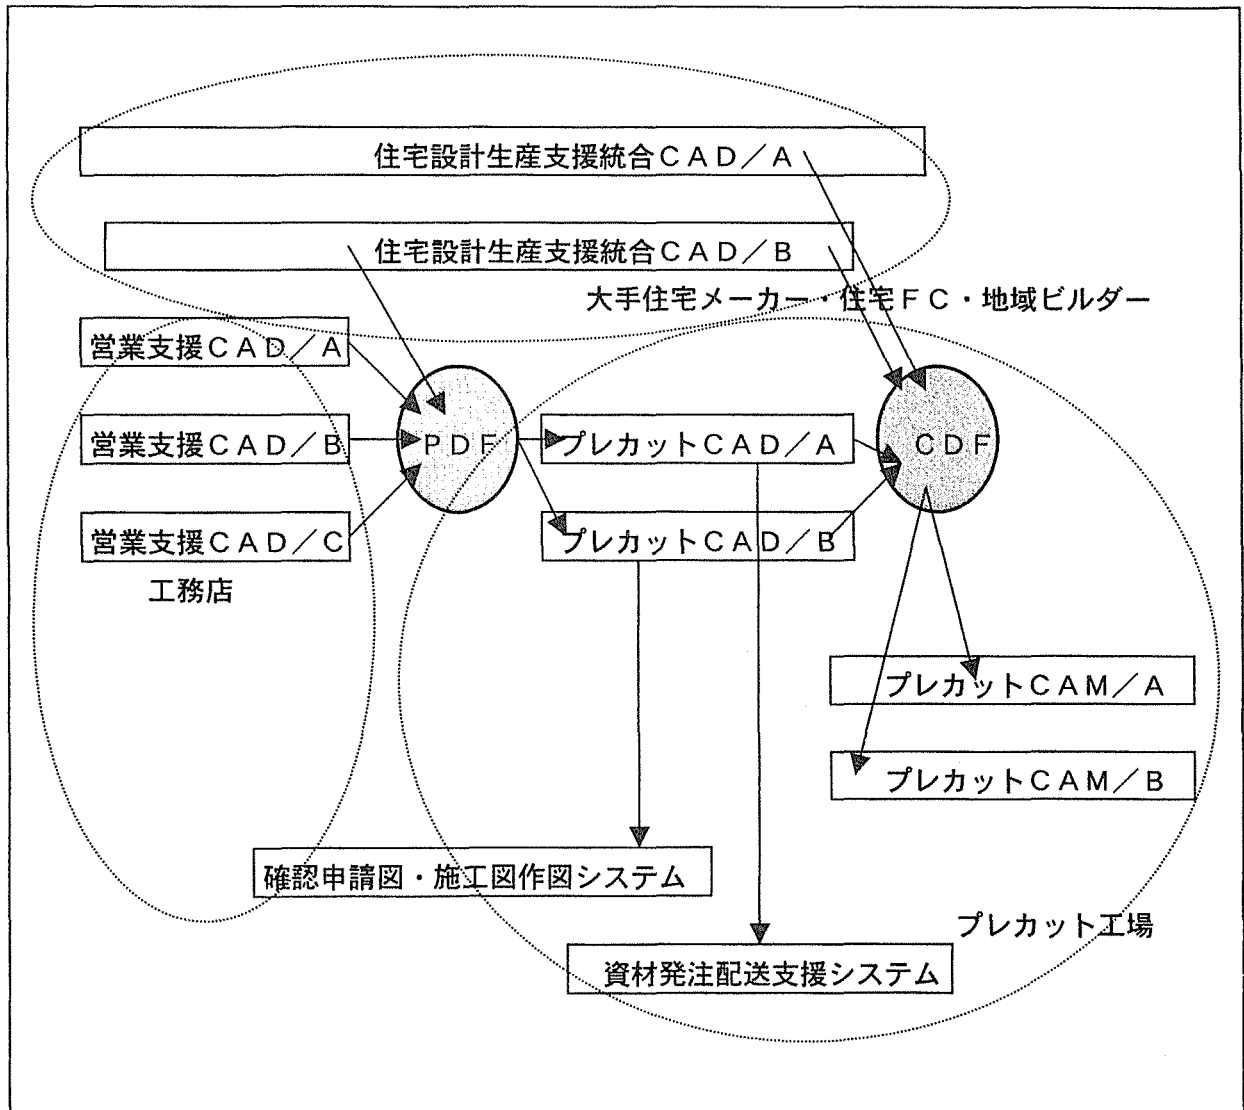 住宅設計生産支援統合CAD/A
住宅設計生産支援統合CAD/B
大手住宅メーカー・住宅FC・地域ビルダー
営業支援CAD/A
営業支援CAD/B
PDF
プレカットCAD/A
CDF
営業支援CAD/C
プレカットCAD/B
工務店
プレカットCAM/A
プレカットCAM/B
確認申請図・施工図作図システム
プレカット工場
資材発注配送支援システム